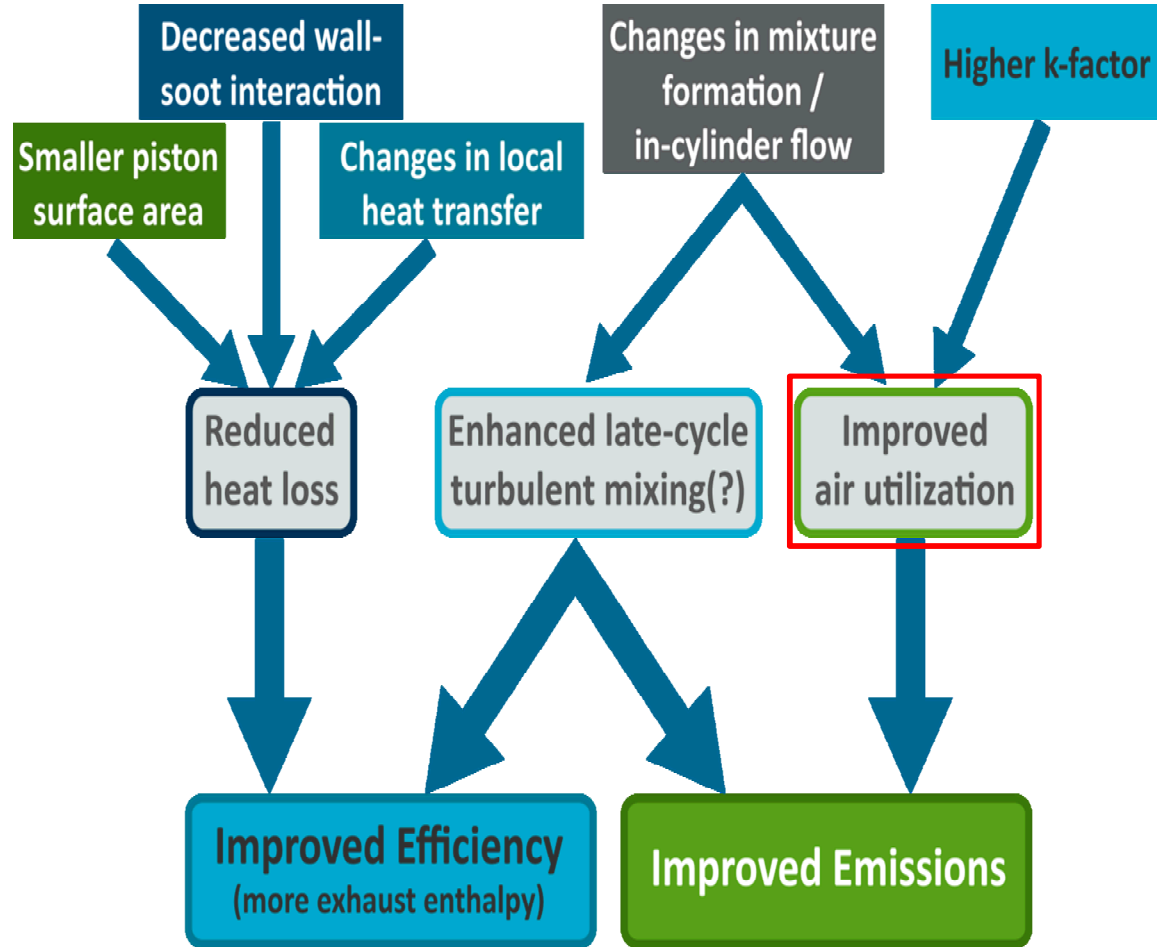 Decreased wall-
soot interaction
Changes in mixture
formation /
in-cylinder flow
Higher k-factor
Smaller piston
surface area
Changes in local
heat transfer
Reduced
heat loss
Enhanced late-cycle
turbulent mixing(?)
Improved
air utilization
Improved Efficiency
(more exhaust enthalpy)
Improved Emissions